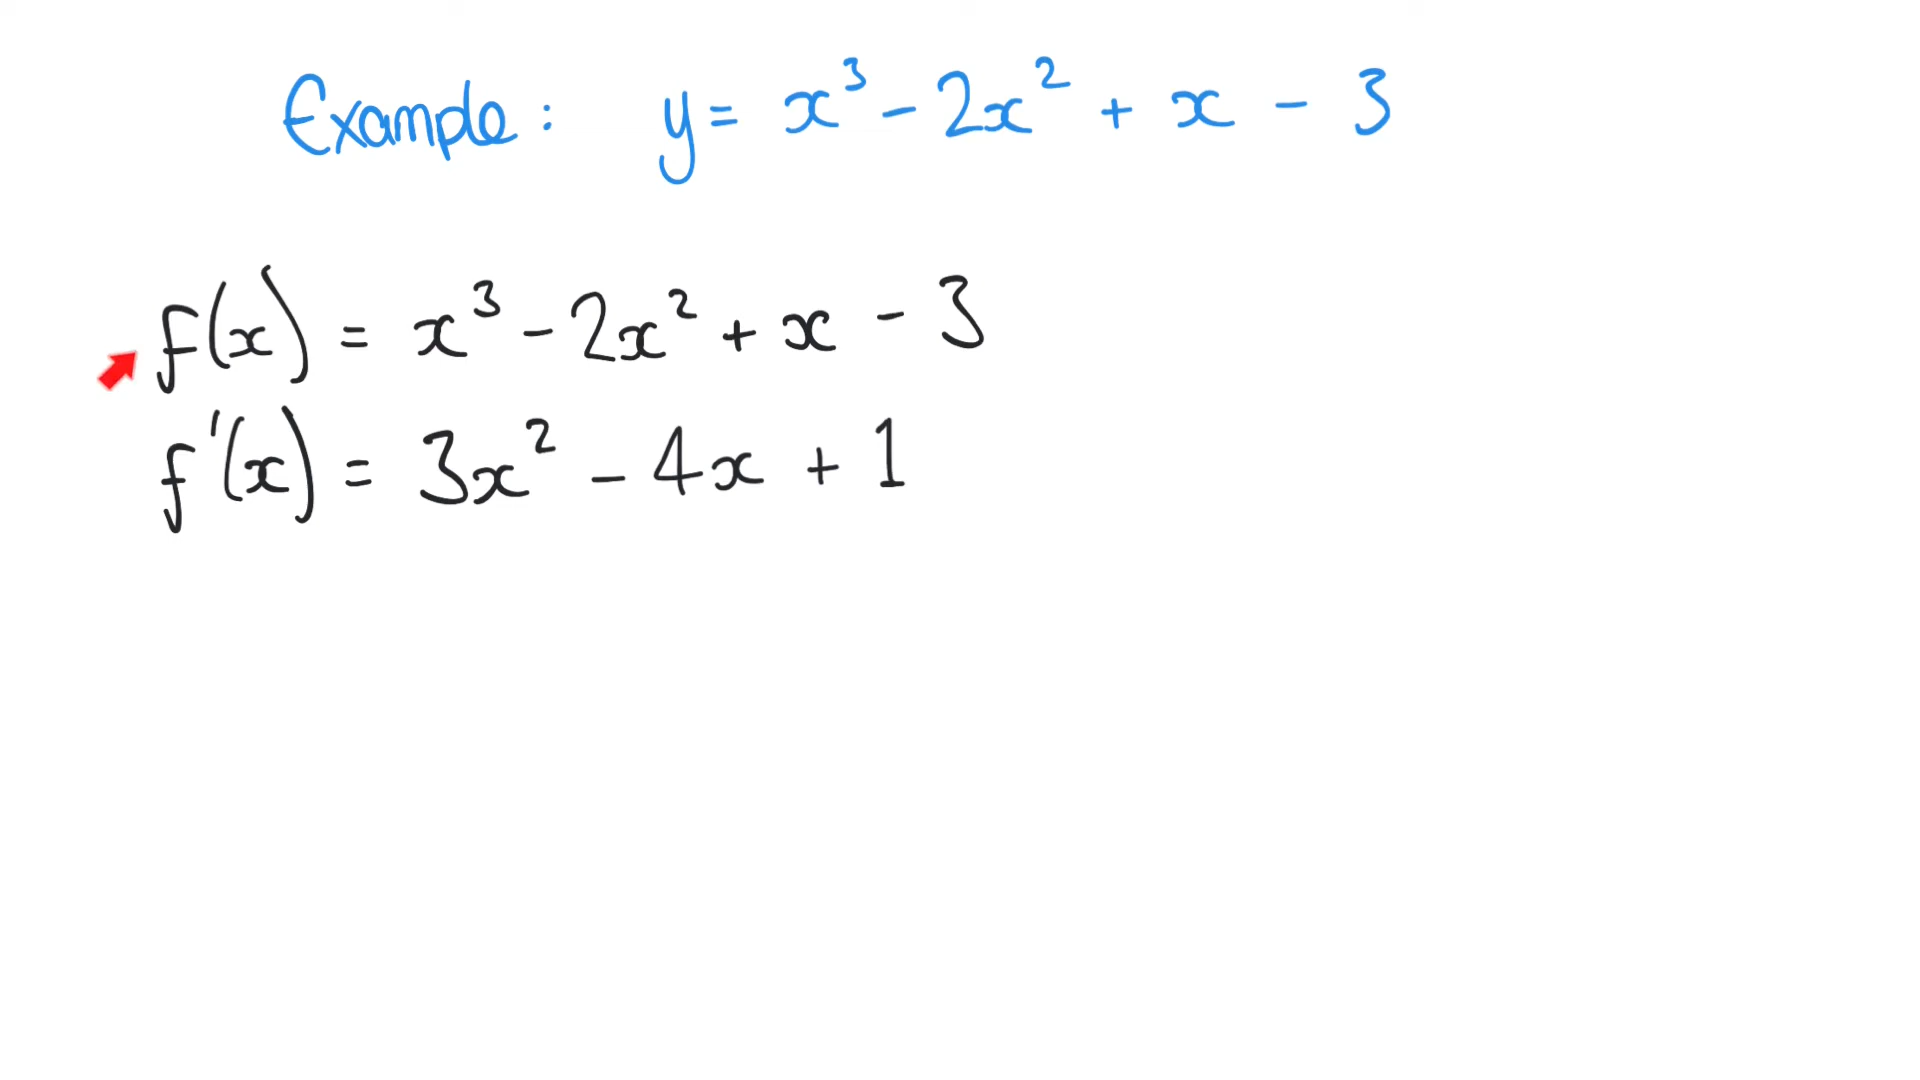 Example: y = x³ - 2x² + x - 3
f(x) = x³ - 2x² + x - 3
f'(x) = 3x² - 4x + 1